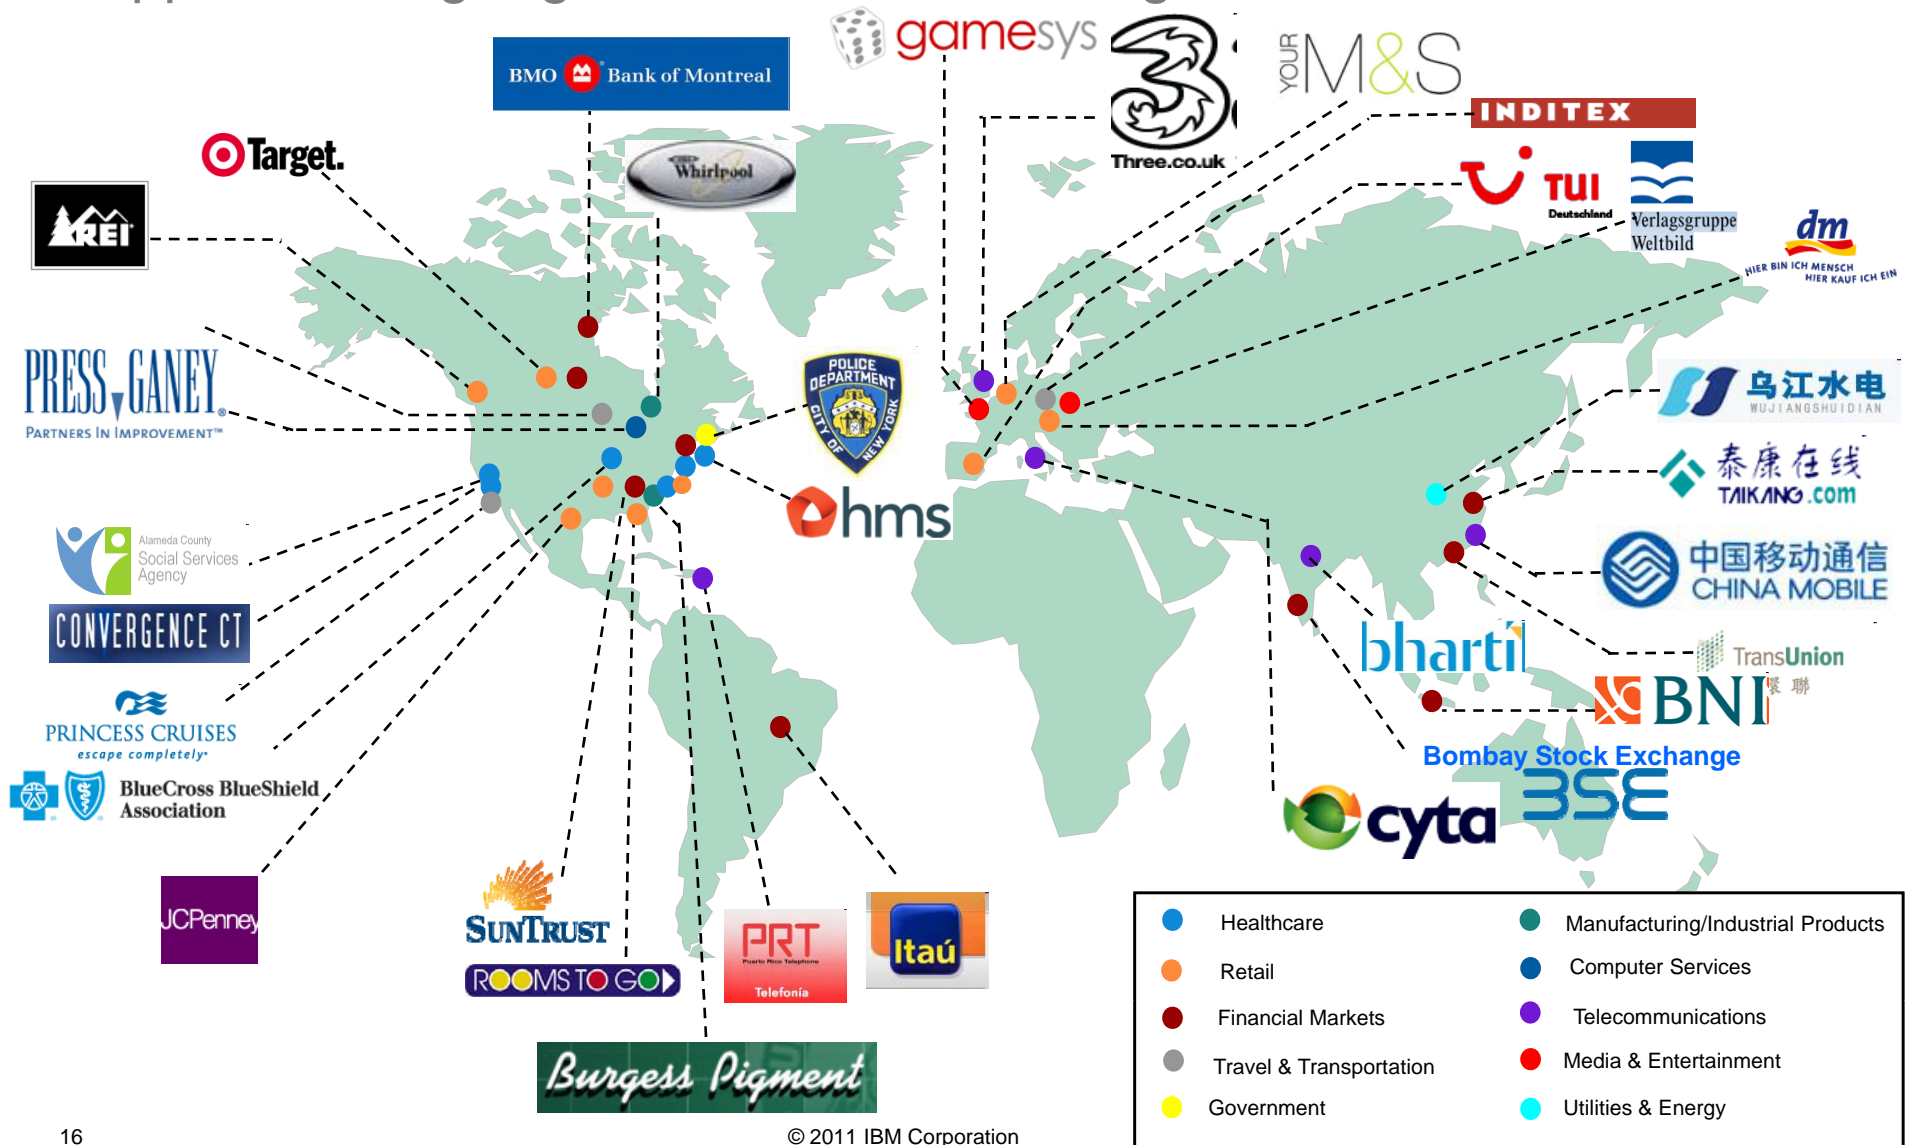 gamesys
BMO Bank of Montreal
YOUR M&S
INDITEX
Three.co.uk
Target.
Whirlpool
TUI
Deutschland
Verlagsgruppe
Weltbild
REI
dm
HIER BIN ICH MENSCH
HIER KAUF ICH EIN
PRESS GANEY®
PARTNERS IN IMPROVEMENT™
POLICE
DEPARTMENT
CITY OF
NEW YORK
乌江水电
WUJIANGSHUIDIAN
泰康在线
TAIKANG.com
hms
Alameda County
Social Services
Agency
中国移动通信
CHINA MOBILE
CONVERGENCE CT
bharti
TransUnion
聯
BNI
PRINCESS CRUISES
escape completely
Bombay Stock Exchange
BSE
BlueCross BlueShield
Association
cyta
JCPenney
SUNTRUST
ROOMS TO GO
PRT
Puerto Rico Telephone
Telefonía
Itaú
Burgess Pigment
Healthcare
Manufacturing/Industrial Products
Retail
Computer Services
Financial Markets
Telecommunications
Travel & Transportation
Media & Entertainment
Government
Utilities & Energy
16
© 2011 IBM Corporation